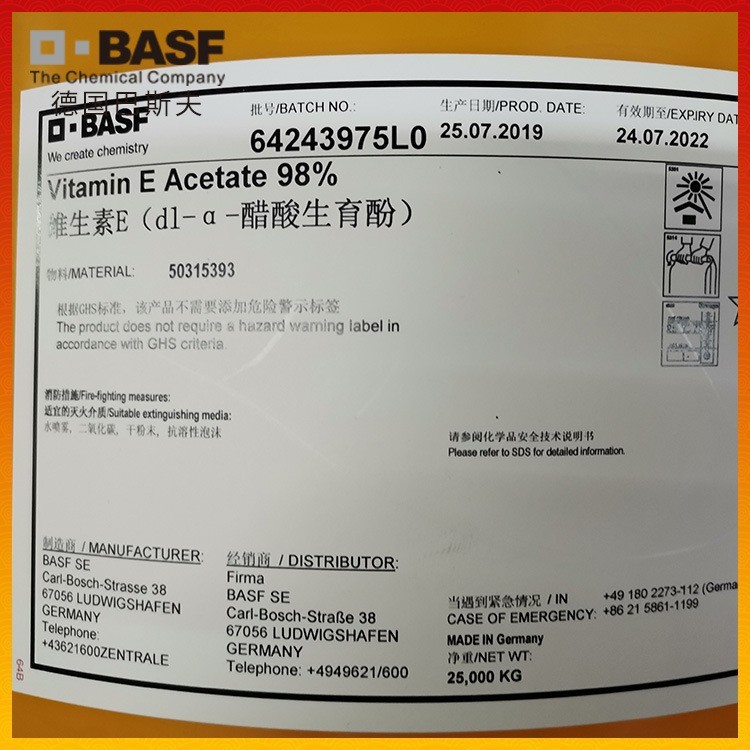 BASF
The Chemical Company
德国巴斯夫
BASF
We create chemistry
批号/BATCH NO.:
64243975L0
生产日期/PROD. DATE:
25.07.2019
有效期至/EXPIRY DAT
24.07.2022
Vitamin E Acetate 98%
维生素E（dl-α-醋酸生育酚）
物料/MATERIAL: 50315393
根据GHS标准，该产品不需要添加危险警示标签
The product does not require a hazard warning label in
accordance with GHS criteria.
消防措施/Fire-fighting measures:
适宜的灭火介质/Suitable extinguishing media:
水喷雾，二氧化碳，干粉末，抗溶性泡沫
请参阅化学品安全技术说明书
Please refer to SDS for detailed information.
制造商 / MANUFACTURER:
BASF SE
Carl-Bosch-Strasse 38
67056 LUDWIGSHAFEN
GERMANY
Telephone:
+43621600ZENTRALE
经销商 / DISTRIBUTOR:
Firma
BASF SE
Carl-Bosch-Straße 38
67056 LUDWIGSHAFEN
GERMANY
Telephone: +4949621/600
当遇到紧急情况 / IN
CASE OF EMERGENCY:
+49 180 2273-112 (Germa
+86 21 5861-1199
MADE IN Germany
净重/NET WT:
25,000 KG
64B